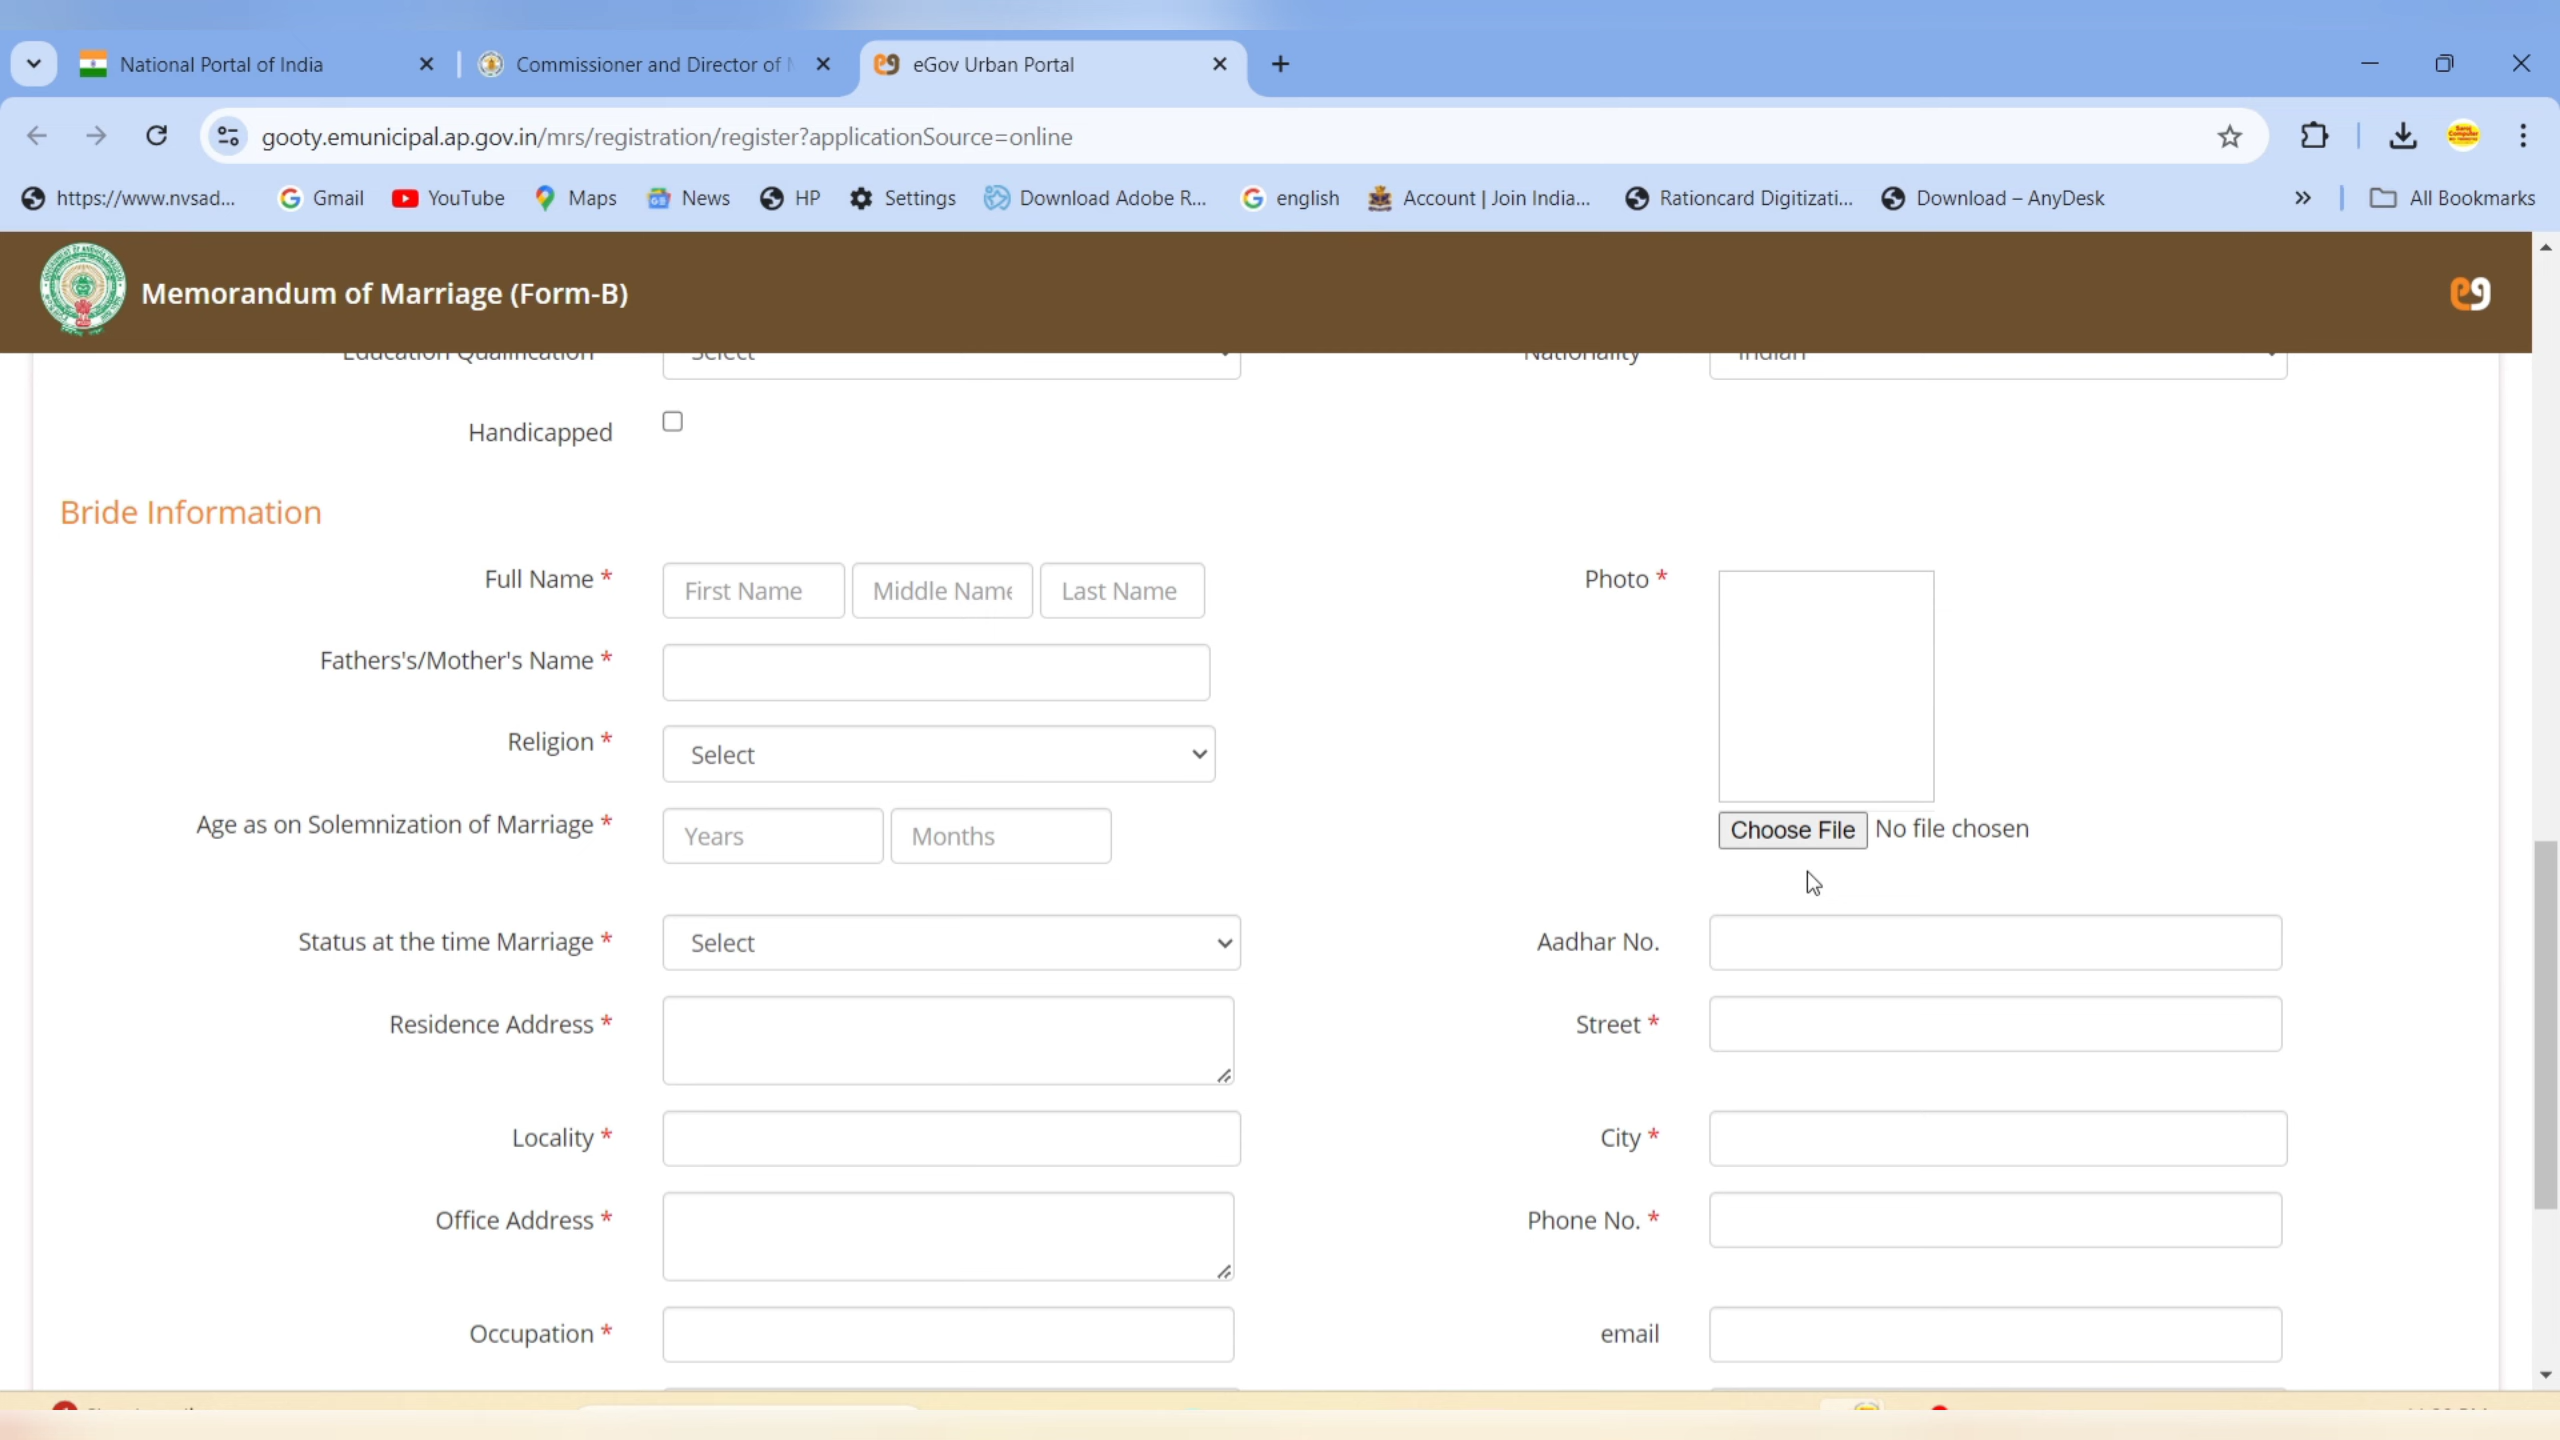 National Portal of India
Commissioner and Director of
eGov Urban Portal
gooty.emunicipal.ap.gov.in/mrs/registration/register?applicationSource=online
https://www.nvsad... Gmail YouTube Maps News HP Settings Download Adobe R... english Account | Join India... Rationcard Digitizati... Download – AnyDesk » All Bookmarks
Memorandum of Marriage (Form-B)
Education Qualification Select Nationality Indian
Handicapped
Bride Information
Full Name * First Name Middle Name Last Name Photo *
Fathers's/Mother's Name *
Religion * Select
Age as on Solemnization of Marriage * Years Months
Choose File No file chosen
Status at the time Marriage * Select Aadhar No.
Residence Address * Street *
Locality * City *
Office Address * Phone No. *
Occupation * email